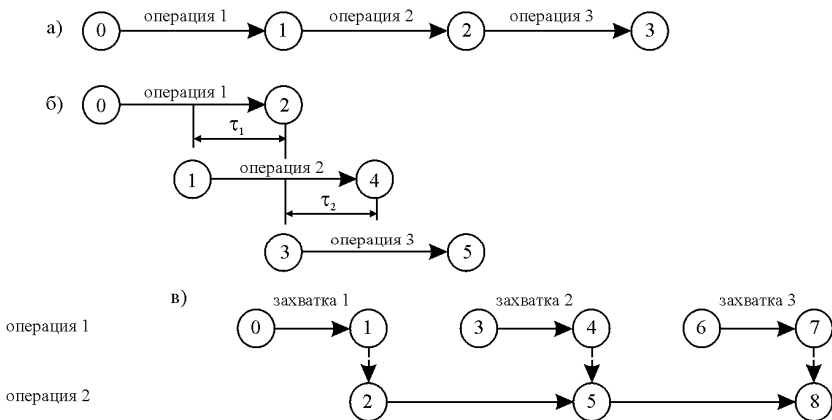 а) операция 1 операция 2 операция 3
0 1 2 3
б) операция 1
0 2
τ1
операция 2
1 4
τ2
операция 3
3 5
в) захватка 1 захватка 2 захватка 3
операция 1 0 1 3 4 6 7
операция 2 2 5 8